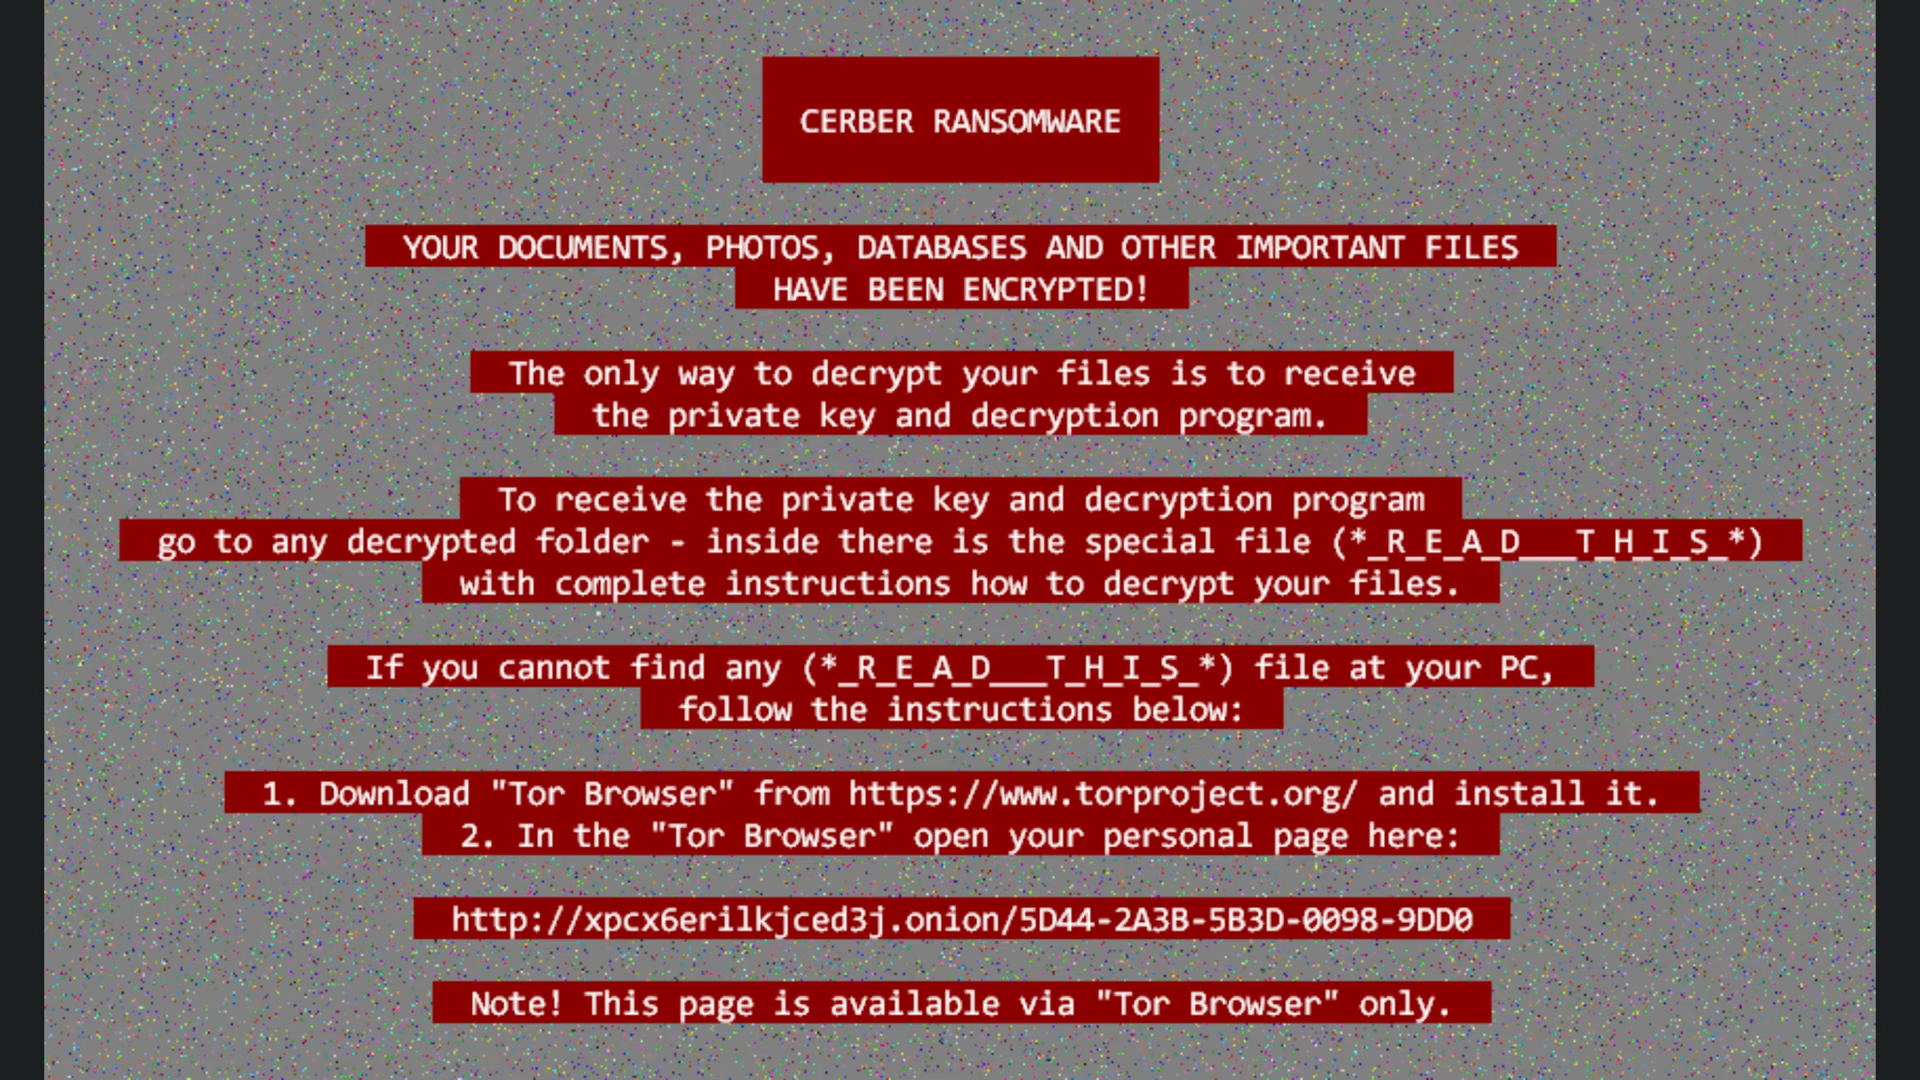 CERBER RANSOMWARE
YOUR DOCUMENTS, PHOTOS, DATABASES AND OTHER IMPORTANT FILES
HAVE BEEN ENCRYPTED!
The only way to decrypt your files is to receive
the private key and decryption program.
To receive the private key and decryption program
go to any decrypted folder - inside there is the special file (*_R_E_A_D___T_H_I_S_*)
with complete instructions how to decrypt your files.
If you cannot find any (*_R_E_A_D___T_H_I_S_*) file at your PC,
follow the instructions below:
1. Download "Tor Browser" from https://www.torproject.org/ and install it.
2. In the "Tor Browser" open your personal page here:
http://xpcx6erilkjced3j.onion/5D44-2A3B-5B3D-0098-9DD0
Note! This page is available via "Tor Browser" only.